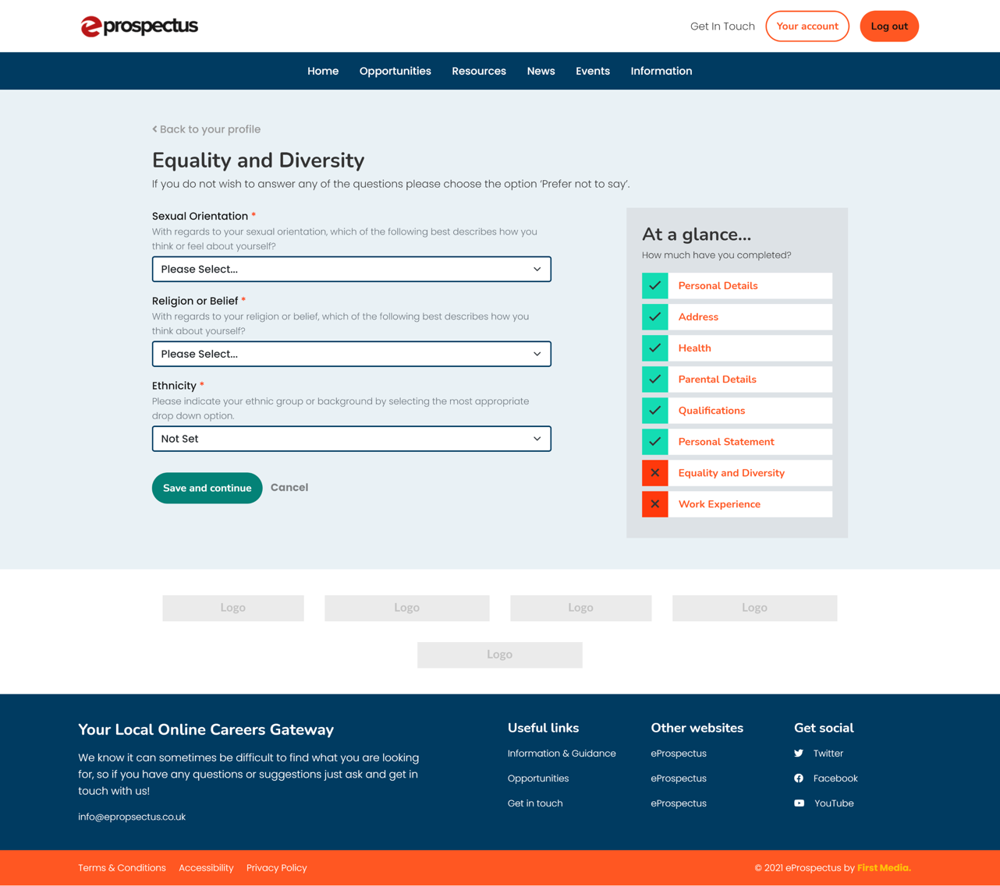 eprospectus
Get In Touch
Your account
Log out
Home
Opportunities
Resources
News
Events
Information
Back to your profile
Equality and Diversity
If you do not wish to answer any of the questions please choose the option ‘Prefer not to say’.
Sexual Orientation *
With regards to your sexual orientation, which of the following best describes how you
think or feel about yourself?
Please Select...
Religion or Belief *
With regards to your religion or belief, which of the following best describes how you
think about yourself?
Please Select...
Ethnicity *
Please indicate your ethnic group or background by selecting the most appropriate
drop down option.
Not Set
Save and continue
Cancel
At a glance...
How much have you completed?
Personal Details
Address
Health
Parental Details
Qualifications
Personal Statement
Equality and Diversity
Work Experience
Logo
Logo
Logo
Logo
Logo
Your Local Online Careers Gateway
We know it can sometimes be difficult to find what you are looking
for, so if you have any questions or suggestions just ask and get in
touch with us!
info@epropsectus.co.uk
Useful links
Information & Guidance
Opportunities
Get in touch
Other websites
eProspectus
eProspectus
eProspectus
Get social
Twitter
Facebook
YouTube
Terms & Conditions
Accessibility
Privacy Policy
© 2021 eProspectus by First Media.